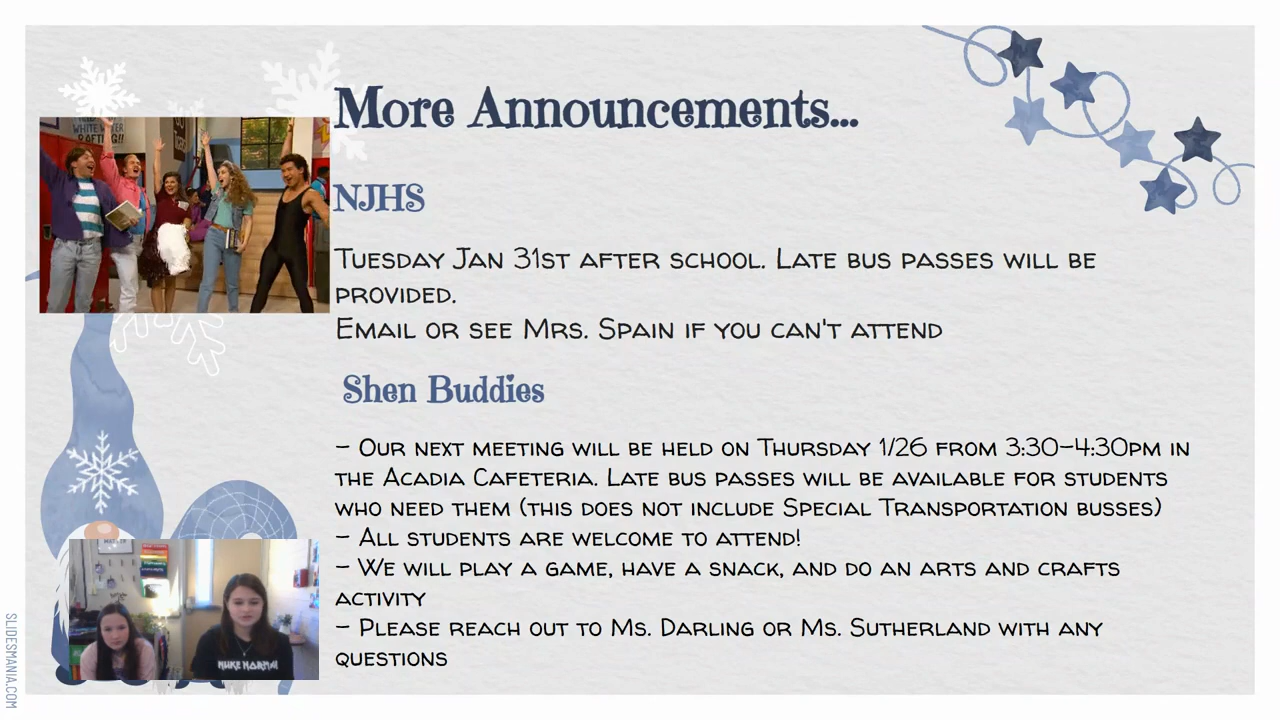 More Announcements...
WHITE WATER
RAFTING!!
NJHS
Tuesday Jan 31st after school. Late bus passes will be
provided.
Email or see Mrs. Spain if you can't attend
Shen Buddies
- Our next meeting will be held on Thursday 1/26 from 3:30-4:30pm in
the Acadia Cafeteria. Late bus passes will be available for students
who need them (this does not include Special Transportation busses)
- All students are welcome to attend!
- We will play a game, have a snack, and do an arts and crafts
activity
- Please reach out to Ms. Darling or Ms. Sutherland with any
questions
SLIDESMANIA.COM